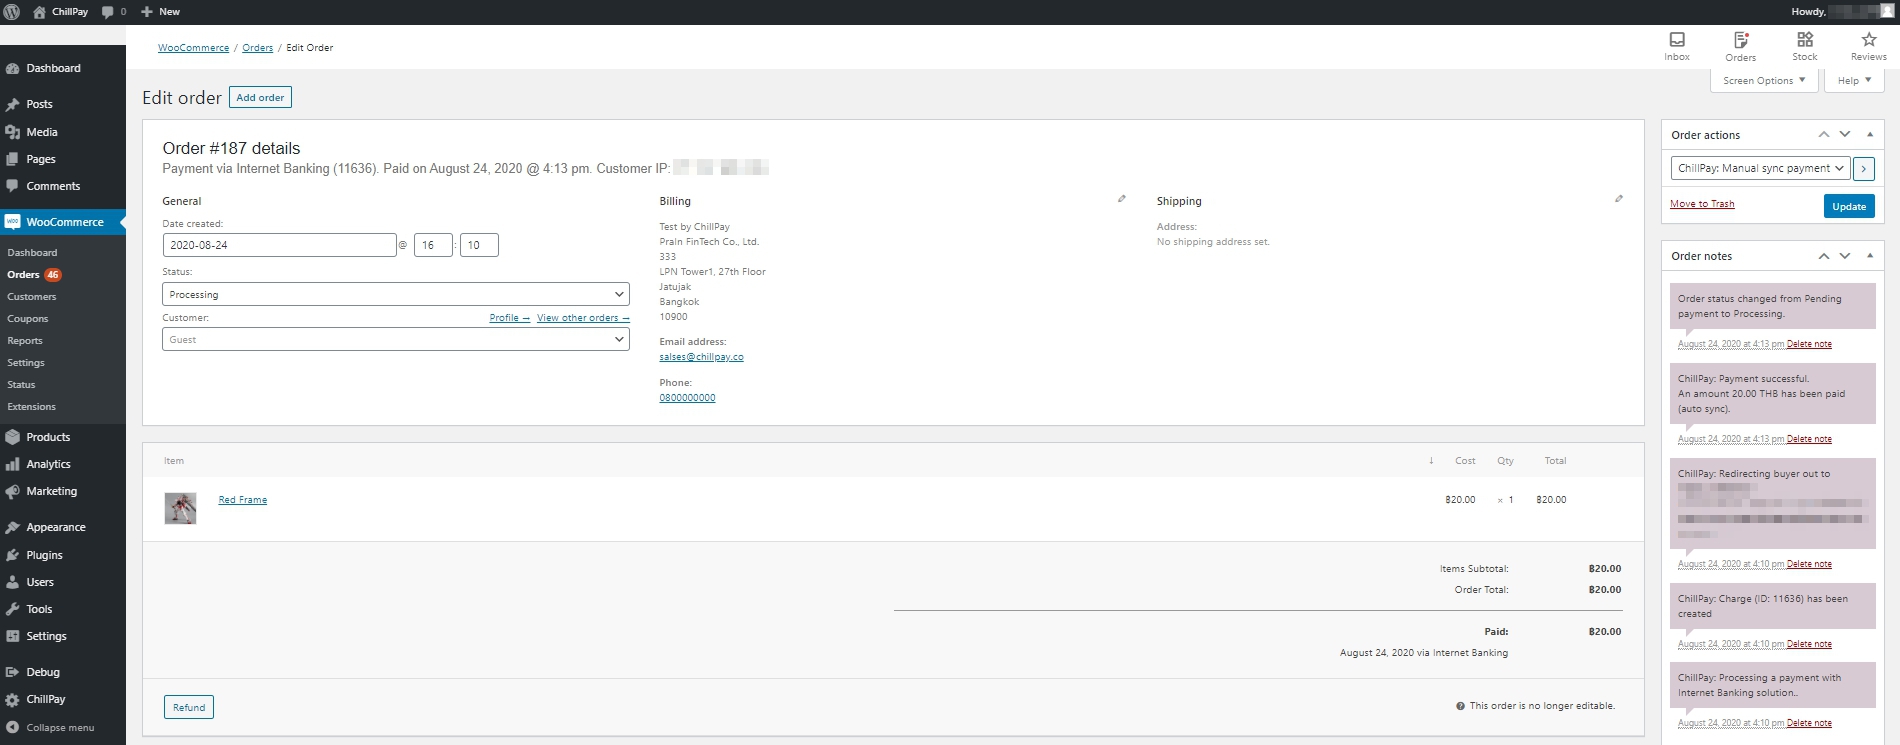 ChillPay
0
New
Howdy,
WooCommerce / Orders / Edit Order
Inbox
Orders
Stock
Reviews
Screen Options
Help
Dashboard
Posts
Media
Pages
Comments
WooCommerce
Dashboard
Orders 46
Customers
Coupons
Reports
Settings
Status
Extensions
Products
Analytics
Marketing
Appearance
Plugins
Users
Tools
Settings
Debug
ChillPay
Collapse menu
Edit order
Add order
Order #187 details
Payment via Internet Banking (11636). Paid on August 24, 2020 @ 4:13 pm. Customer IP:
General
Date created:
2020-08-24 @ 16 : 10
Status:
Processing
Customer:
Profile → View other orders →
Guest
Billing
Test by ChillPay
Prain FinTech Co., Ltd.
333
LPN Tower1, 27th Floor
Jatujak
Bangkok
10900
Email address:
salses@chillpay.co
Phone:
0800000000
Shipping
Address:
No shipping address set.
Item ↓ Cost Qty Total
Red Frame ฿20.00 × 1 ฿20.00
Items Subtotal: ฿20.00
Order Total: ฿20.00
Paid: ฿20.00
August 24, 2020 via Internet Banking
Refund
This order is no longer editable.
Order actions
ChillPay: Manual sync payment
Move to Trash
Update
Order notes
Order status changed from Pending
payment to Processing.
August 24, 2020 at 4:13 pm Delete note
ChillPay: Payment successful.
An amount 20.00 THB has been paid
(auto sync).
August 24, 2020 at 4:13 pm Delete note
ChillPay: Redirecting buyer out to
August 24, 2020 at 4:10 pm Delete note
ChillPay: Charge (ID: 11636) has been
created
August 24, 2020 at 4:10 pm Delete note
ChillPay: Processing a payment with
Internet Banking solution..
August 24, 2020 at 4:10 pm Delete note